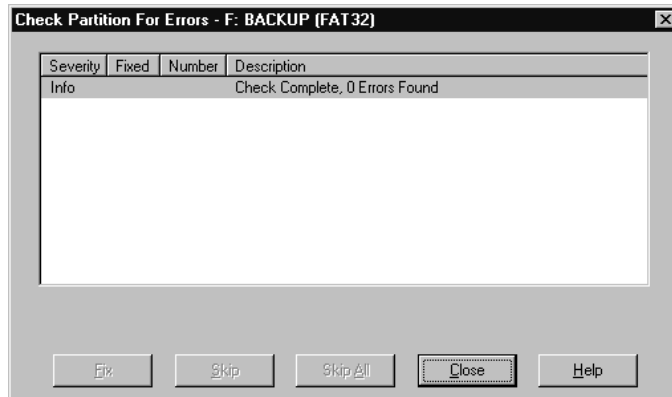 Check Partition For Errors - F: BACKUP (FAT32)
Severity Fixed Number Description
Info Check Complete, 0 Errors Found
Fix Skip Skip All Close Help